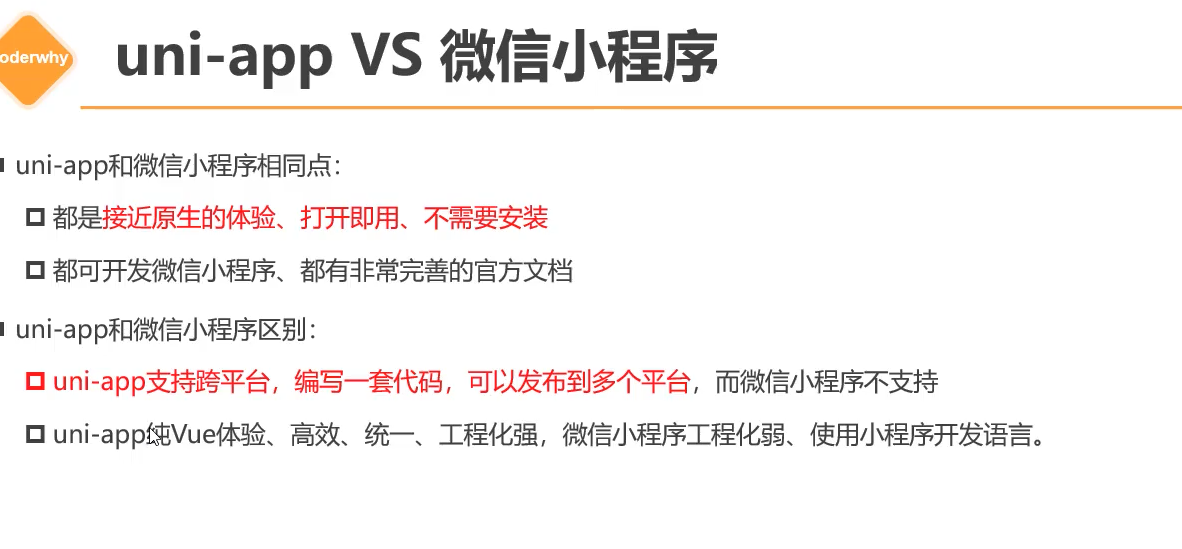 oderwhy
uni-app VS 微信小程序
uni-app和微信小程序相同点：
都是接近原生的体验、打开即用、不需要安装
都可开发微信小程序、都有非常完善的官方文档
uni-app和微信小程序区别：
uni-app支持跨平台，编写一套代码，可以发布到多个平台，而微信小程序不支持
uni-app纯Vue体验、高效、统一、工程化强，微信小程序工程化弱、使用小程序开发语言。